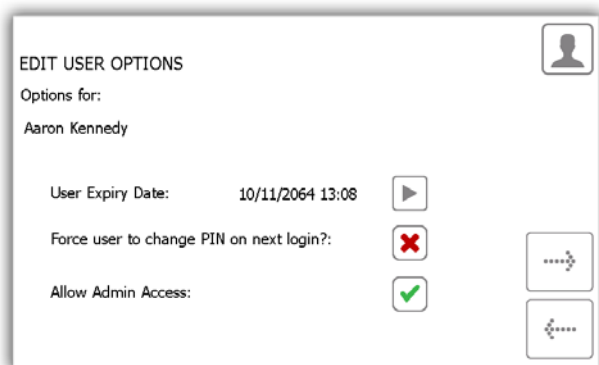 EDIT USER OPTIONS
Options for:
Aaron Kennedy
User Expiry Date: 10/11/2064 13:08
Force user to change PIN on next login?:
Allow Admin Access: